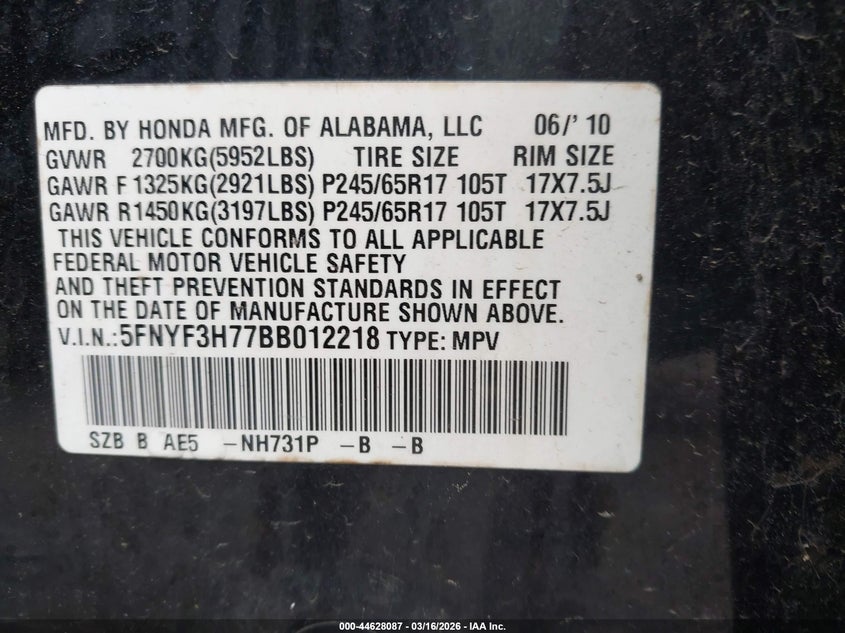 MFD. BY HONDA MFG. OF ALABAMA, LLC 06/' 10
GVWR 2700KG(5952LBS) TIRE SIZE RIM SIZE
GAWR F 1325KG(2921LBS) P245/65R17 105T 17X7.5J
GAWR R1450KG(3197LBS) P245/65R17 105T 17X7.5J
THIS VEHICLE CONFORMS TO ALL APPLICABLE
FEDERAL MOTOR VEHICLE SAFETY
AND THEFT PREVENTION STANDARDS IN EFFECT
ON THE DATE OF MANUFACTURE SHOWN ABOVE.
V.I.N.:5FNYF3H77BB012218 TYPE: MPV
SZB B AE5 -NH731P -B -B
000-44628087 - 03/16/2026 - IAA Inc.